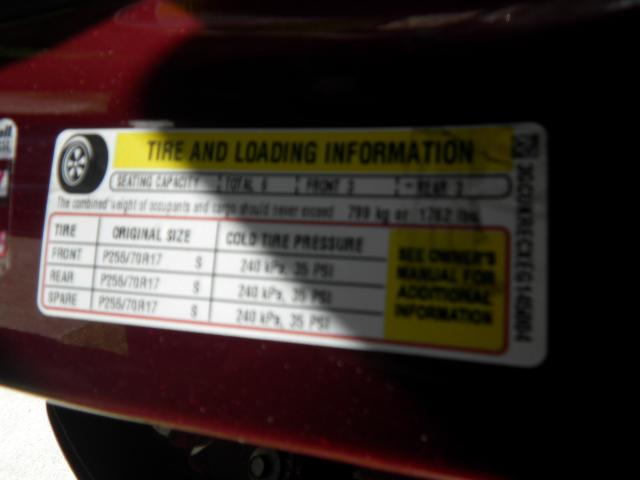 TIRE AND LOADING INFORMATION
SEATING CAPACITY TOTAL 6 FRONT 3 REAR 3
The combined weight of occupants and cargo should never exceed 799 kg or 1762 lbs.
TIRE ORIGINAL SIZE COLD TIRE PRESSURE
FRONT P255/70R17 S 240 kPa, 35 PSI
REAR P255/70R17 S 240 kPa, 35 PSI
SPARE P255/70R17 S 240 kPa, 35 PSI
SEE OWNER'S
MANUAL FOR
ADDITIONAL
INFORMATION